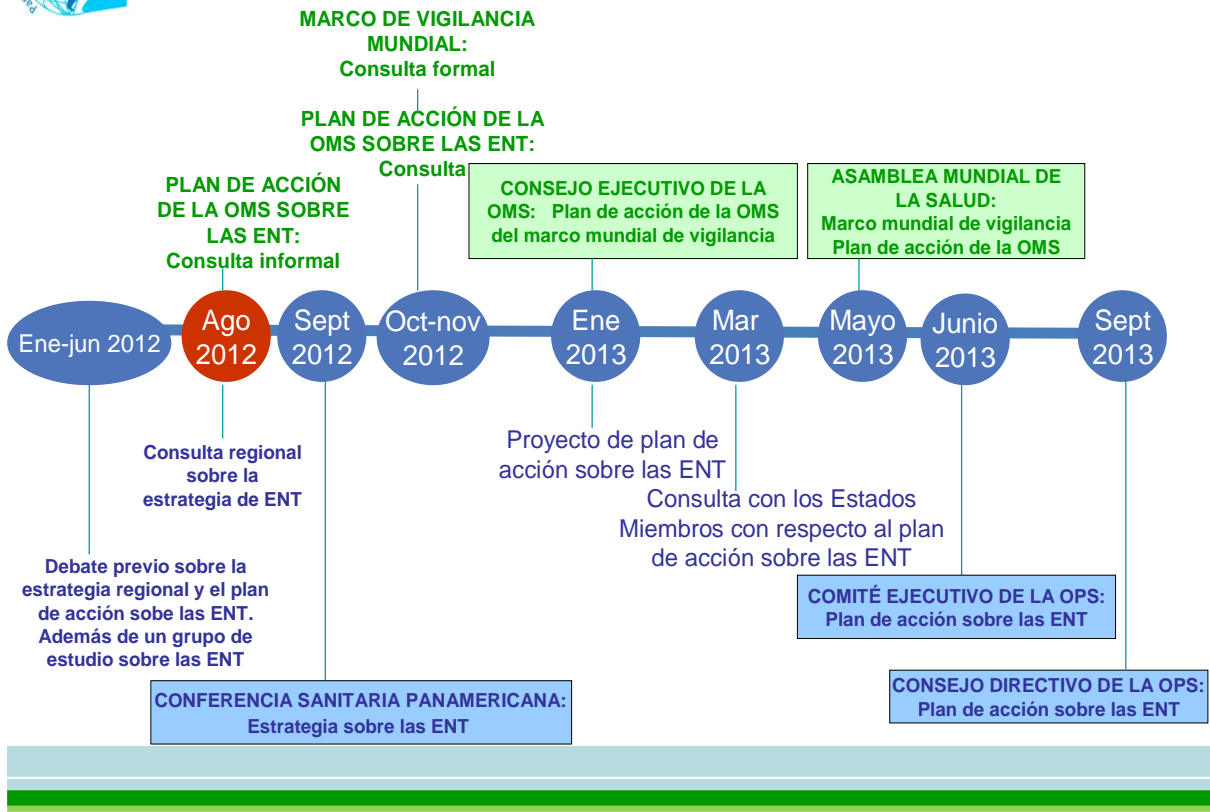 MARCO DE VIGILANCIA
MUNDIAL:
Consulta formal
PLAN DE ACCIÓN DE LA
OMS SOBRE LAS ENT:
Consulta
PLAN DE ACCIÓN
DE LA OMS SOBRE
LAS ENT:
Consulta informal
CONSEJO EJECUTIVO DE LA
OMS: Plan de acción de la OMS
del marco mundial de vigilancia
ASAMBLEA MUNDIAL DE
LA SALUD:
Marco mundial de vigilancia
Plan de acción de la OMS
Ene-jun 2012
Ago
2012
Sept
2012
Oct-nov
2012
Ene
2013
Mar
2013
Mayo
2013
Junio
2013
Sept
2013
Consulta regional
sobre la
estrategia de ENT
Proyecto de plan de
acción sobre las ENT
Consulta con los Estados
Miembros con respecto al plan
de acción sobre las ENT
Debate previo sobre la
estrategia regional y el plan
de acción sobe las ENT.
Además de un grupo de
estudio sobre las ENT
COMITÉ EJECUTIVO DE LA OPS:
Plan de acción sobre las ENT
CONFERENCIA SANITARIA PANAMERICANA:
Estrategia sobre las ENT
CONSEJO DIRECTIVO DE LA OPS:
Plan de acción sobre las ENT